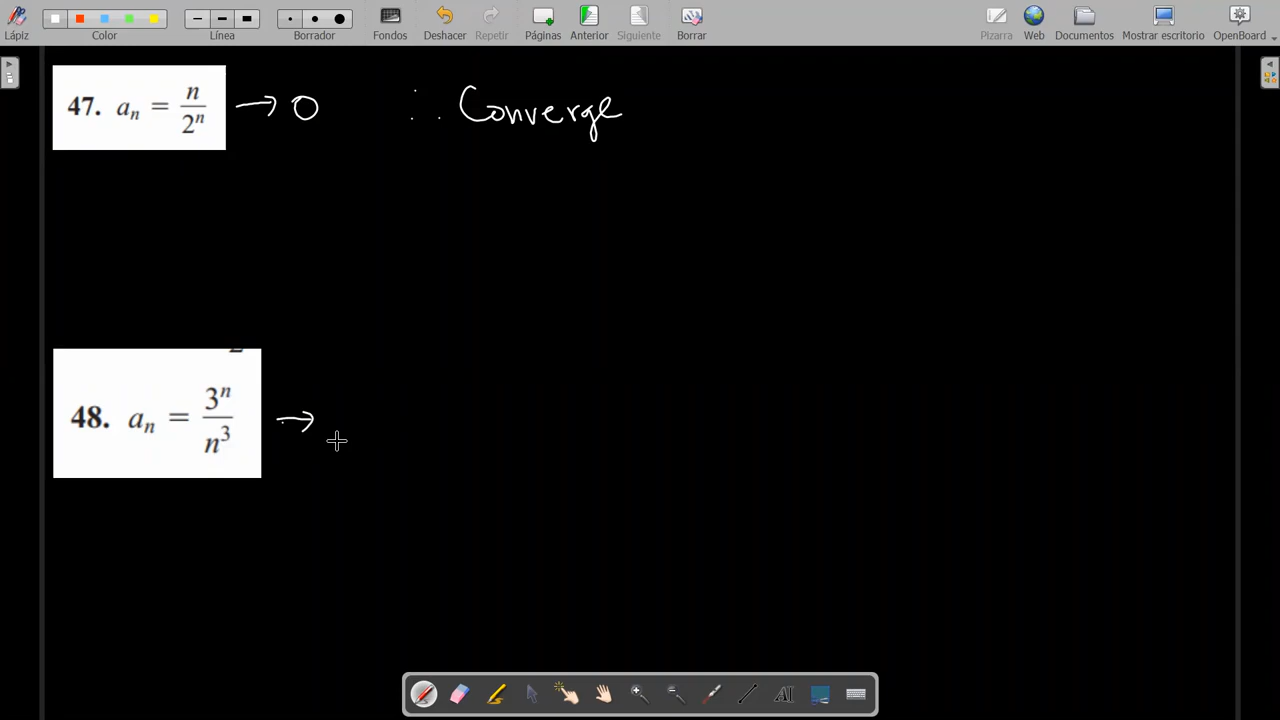 Lápiz Color Línea Borrador Fondos Deshacer Repetir Páginas Anterior Siguiente Borrar Pizarra Web Documentos Mostrar escritorio OpenBoard
47. aₙ = n/2ⁿ → 0 ∴ Converge
48. aₙ = 3ⁿ/n³ →
AI